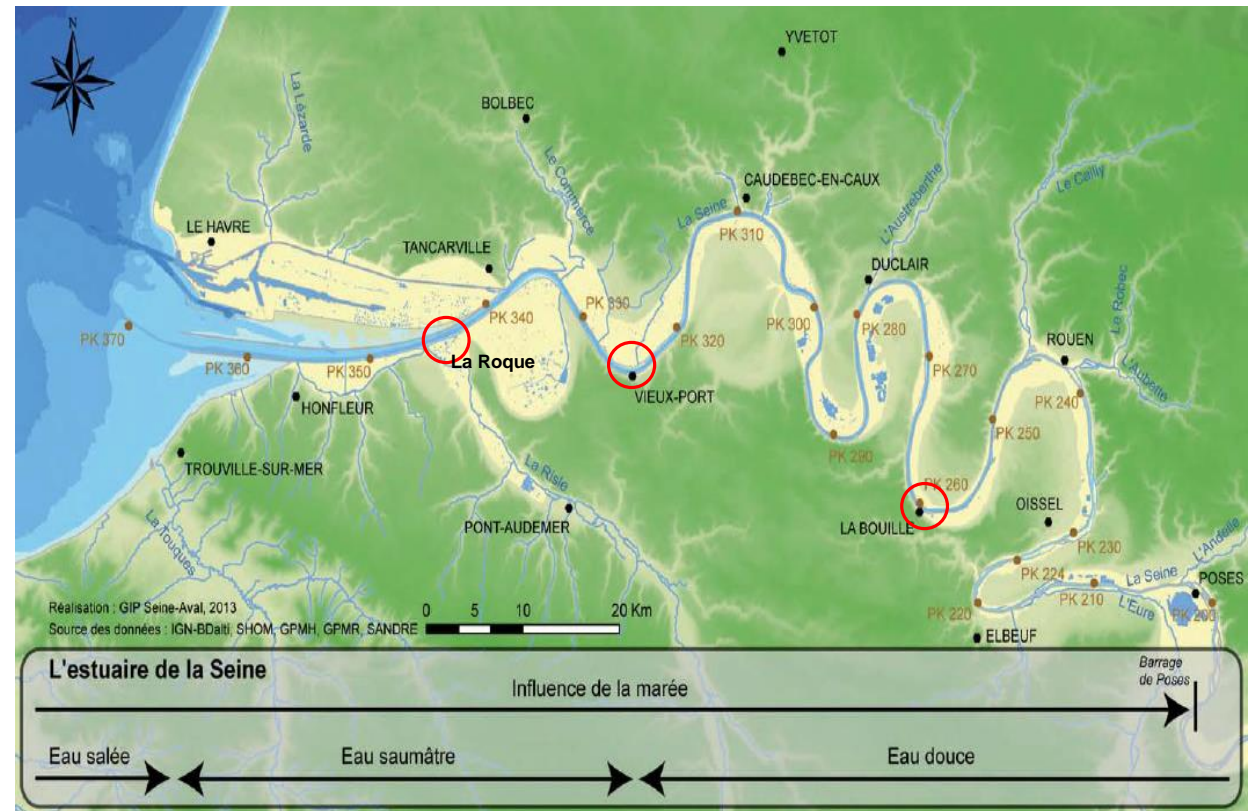 N
YVETOT
La Lézarde
BOLBEC
Le Commerce
CAUDEBEC-EN-CAUX
La Seine
PK 310
L'Austreberthe
Le Cailly
LE HAVRE
TANCARVILLE
DUCLAIR
PK 340
PK 330
PK 320
PK 300
PK 280
Le Robec
ROUEN
L'Aubette
PK 370
PK 360
PK 350
La Roque
VIEUX-PORT
PK 270
PK 240
HONFLEUR
PK 290
PK 250
TROUVILLE-SUR-MER
La Risle
PK 260
LA BOUILLE
OISSEL
PONT-AUDEMER
La Touques
PK 230
L'Andelle
PK 224
La Seine
POSES
PK 210
L'Eure
PK 220
PK 203
ELBEUF
Réalisation : GIP Seine-Aval, 2013
0 5 10 20 Km
Source des données : IGN-BDalti, SHOM, GPMH, GPMR, SANDRE
L'estuaire de la Seine
Barrage
de Poses
Influence de la marée
Eau salée
Eau saumâtre
Eau douce